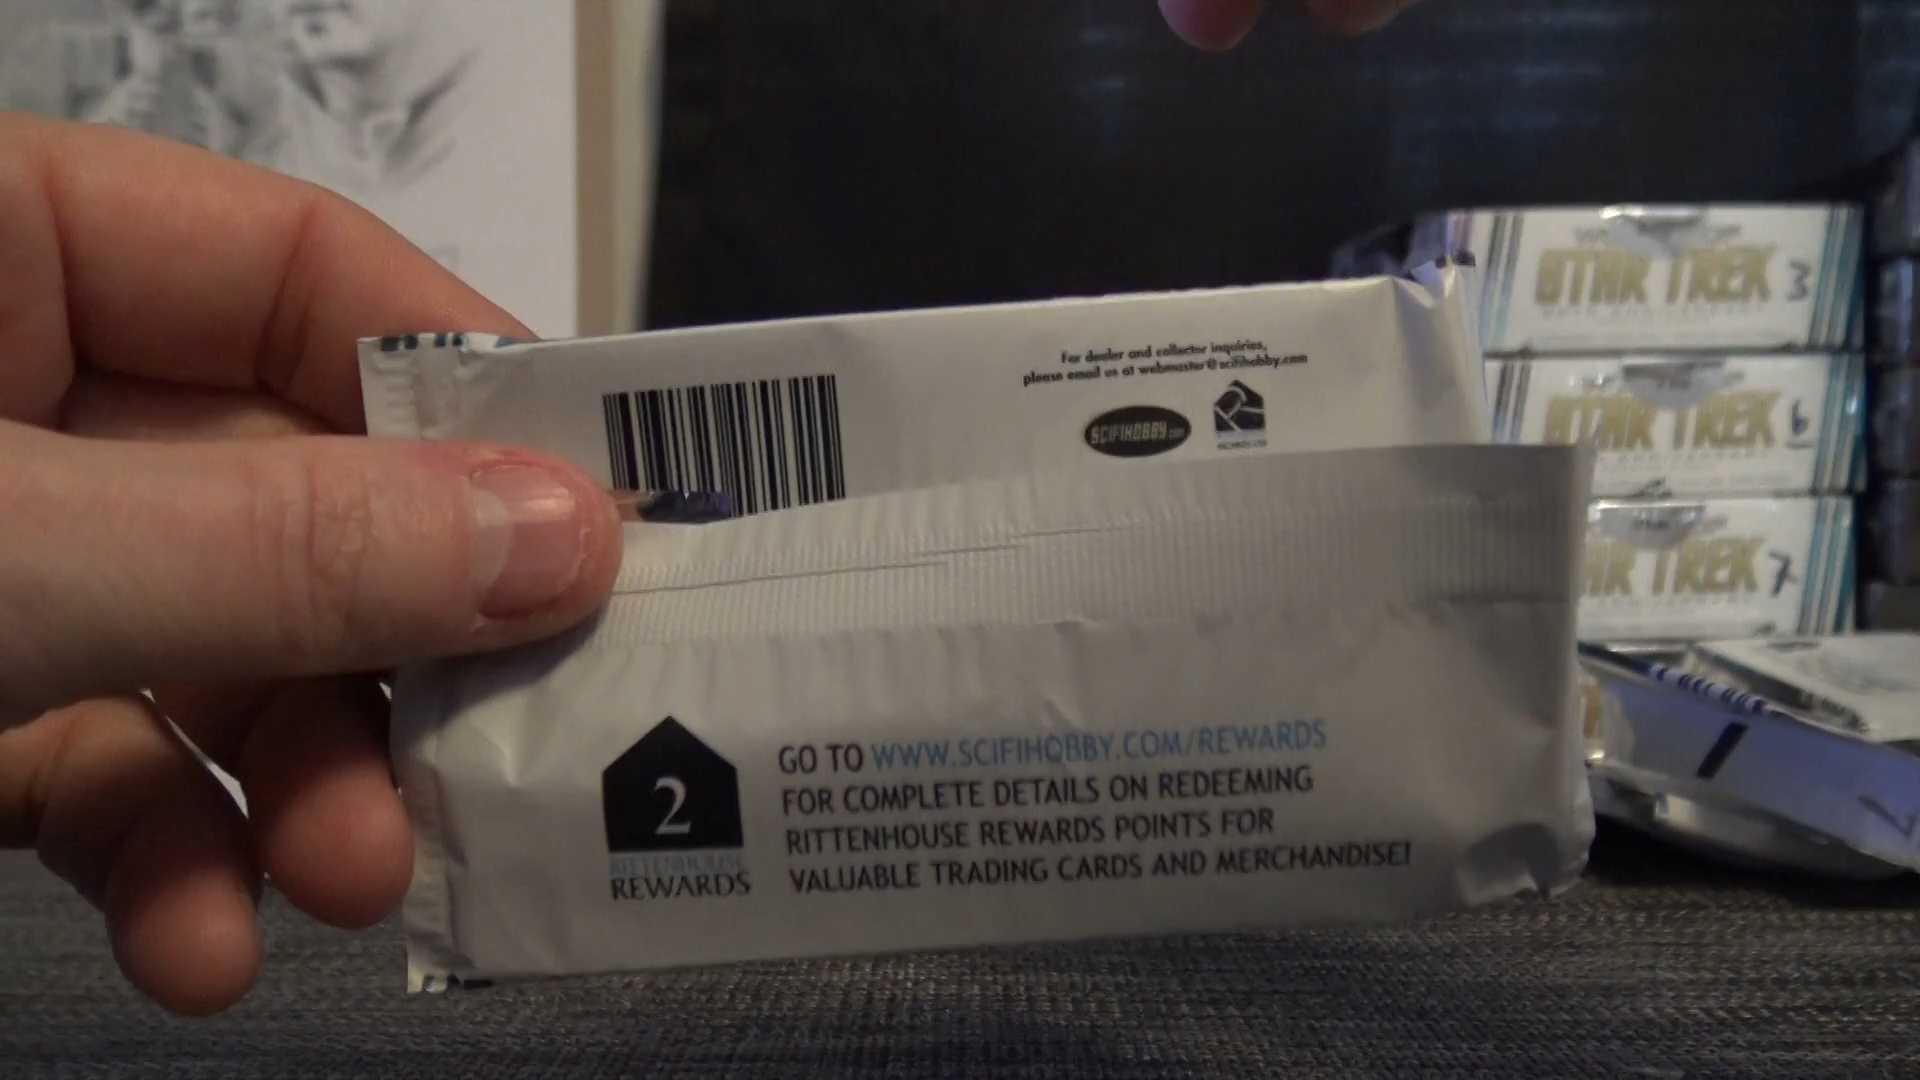 For dealer and collector inquiries,
please email us at webmaster@scifihobby.com
SCIFIHOBBY.com
2
RITTENHOUSE
REWARDS
GO TO WWW.SCIFIHOBBY.COM/REWARDS
FOR COMPLETE DETAILS ON REDEEMING
RITTENHOUSE REWARDS POINTS FOR
VALUABLE TRADING CARDS AND MERCHANDISE!
STAR TREK 3
STAR TREK 6
STAR TREK 7